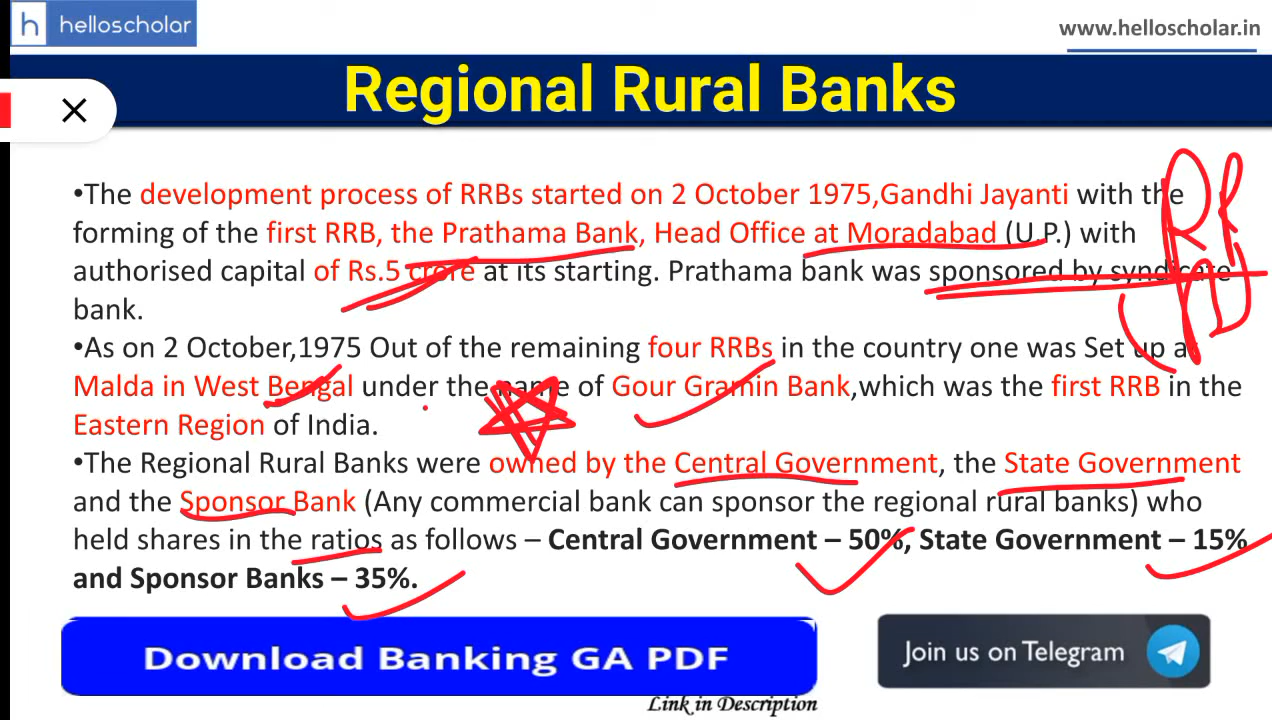 h helloscholar
www.helloscholar.in
Regional Rural Banks
•The development process of RRBs started on 2 October 1975,Gandhi Jayanti with the
forming of the first RRB, the Prathama Bank, Head Office at Moradabad (U.P.) with
authorised capital of Rs.5 crore at its starting. Prathama bank was sponsored by syndicate
bank.
•As on 2 October,1975 Out of the remaining four RRBs in the country one was Set up at
Malda in West Bengal under the name of Gour Gramin Bank,which was the first RRB in the
Eastern Region of India.
•The Regional Rural Banks were owned by the Central Government, the State Government
and the Sponsor Bank (Any commercial bank can sponsor the regional rural banks) who
held shares in the ratios as follows – Central Government – 50%, State Government – 15%
and Sponsor Banks – 35%.
Download Banking GA PDF
Join us on Telegram
Link in Description